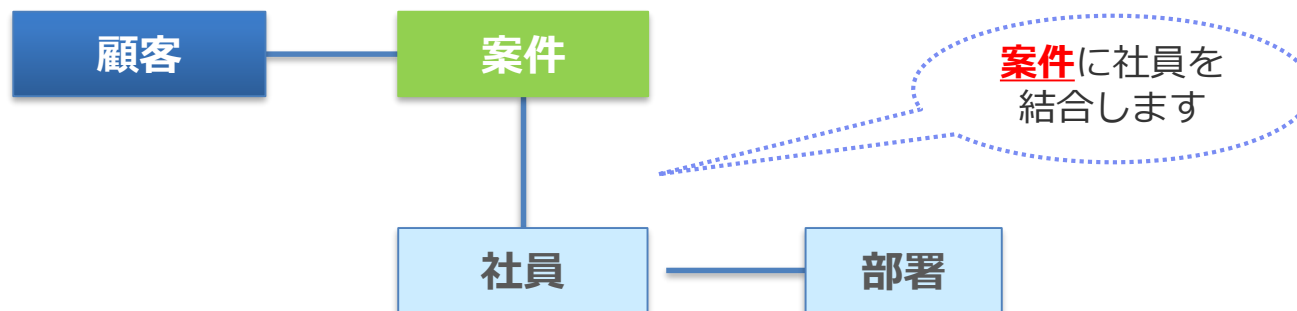 顧客
案件
案件に社員を
結合します
社員
部署